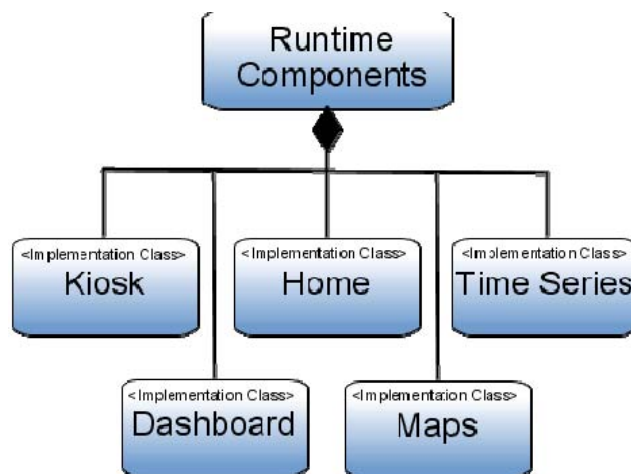 Runtime
Components
<Implementation Class>
Kiosk
<Implementation Class>
Home
<Implementation Class>
Time Series
<Implementation Class>
Dashboard
<Implementation Class>
Maps